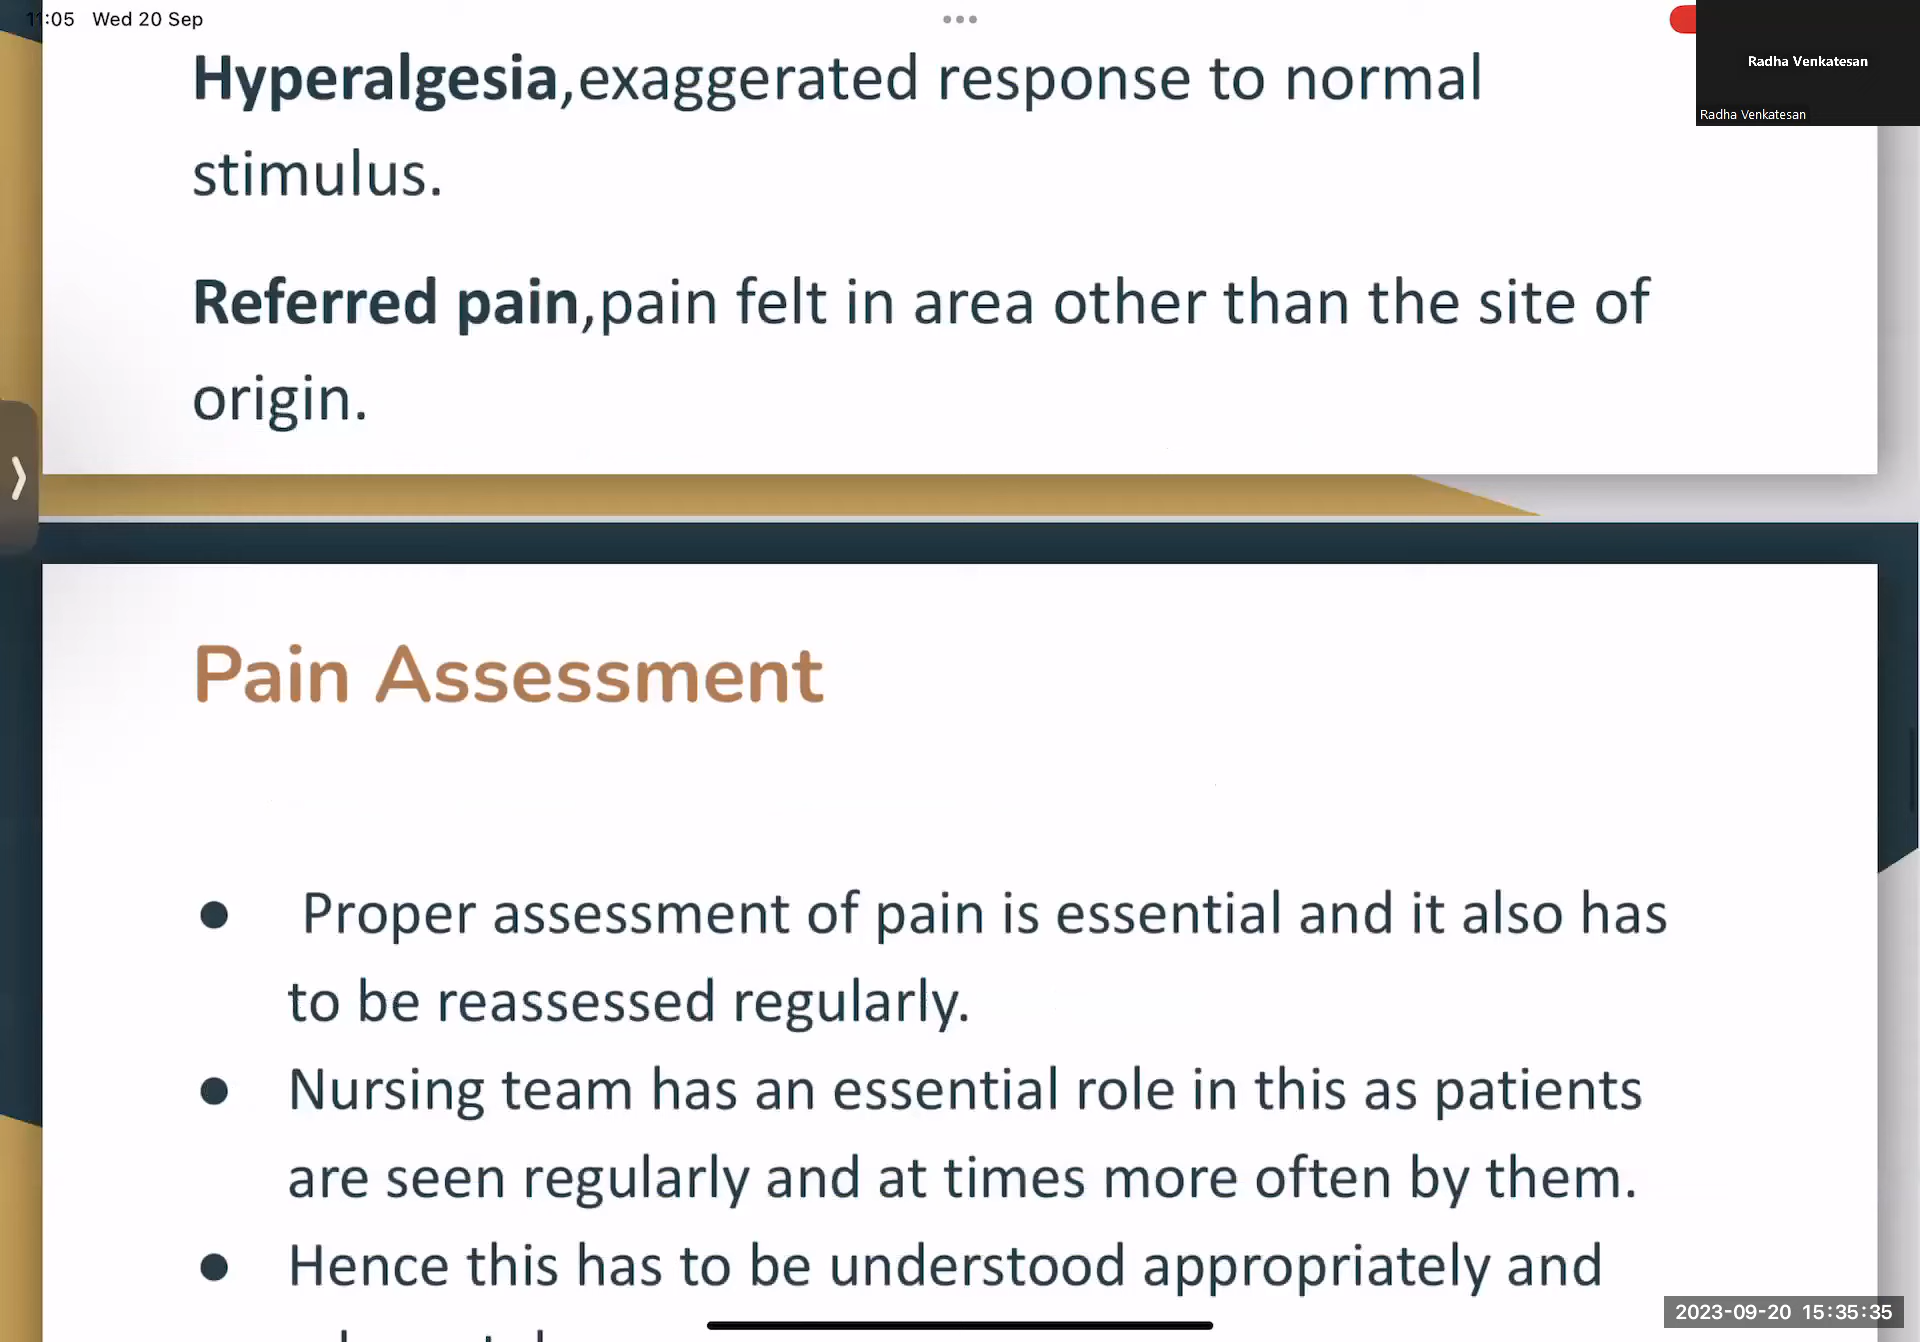 11:05 Wed 20 Sep
Radha Venkatesan
Radha Venkatesan
Hyperalgesia,exaggerated response to normal
stimulus.
Referred pain,pain felt in area other than the site of
origin.
Pain Assessment
● Proper assessment of pain is essential and it also has
to be reassessed regularly.
● Nursing team has an essential role in this as patients
are seen regularly and at times more often by them.
● Hence this has to be understood appropriately and
2023-09-20 15:35:35